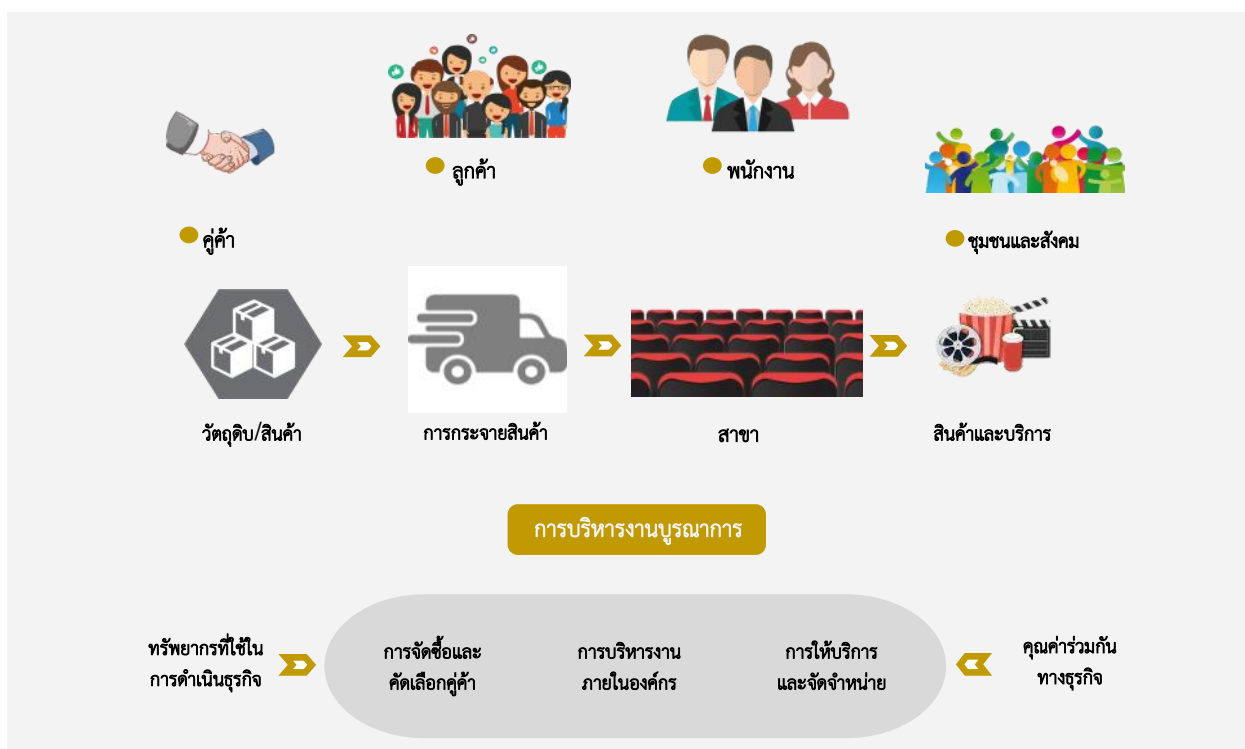 ลูกค้า
พนักงาน
คู่ค้า
ชุมชนและสังคม
วัตถุดิบ/สินค้า
การกระจายสินค้า
สาขา
สินค้าและบริการ
การบริหารงานบูรณาการ
ทรัพยากรที่ใช้ใน
การดำเนินธุรกิจ
การจัดซื้อและ
คัดเลือกคู่ค้า
การบริหารงาน
ภายในองค์กร
การให้บริการ
และจัดจำหน่าย
คุณค่าร่วมกัน
ทางธุรกิจ